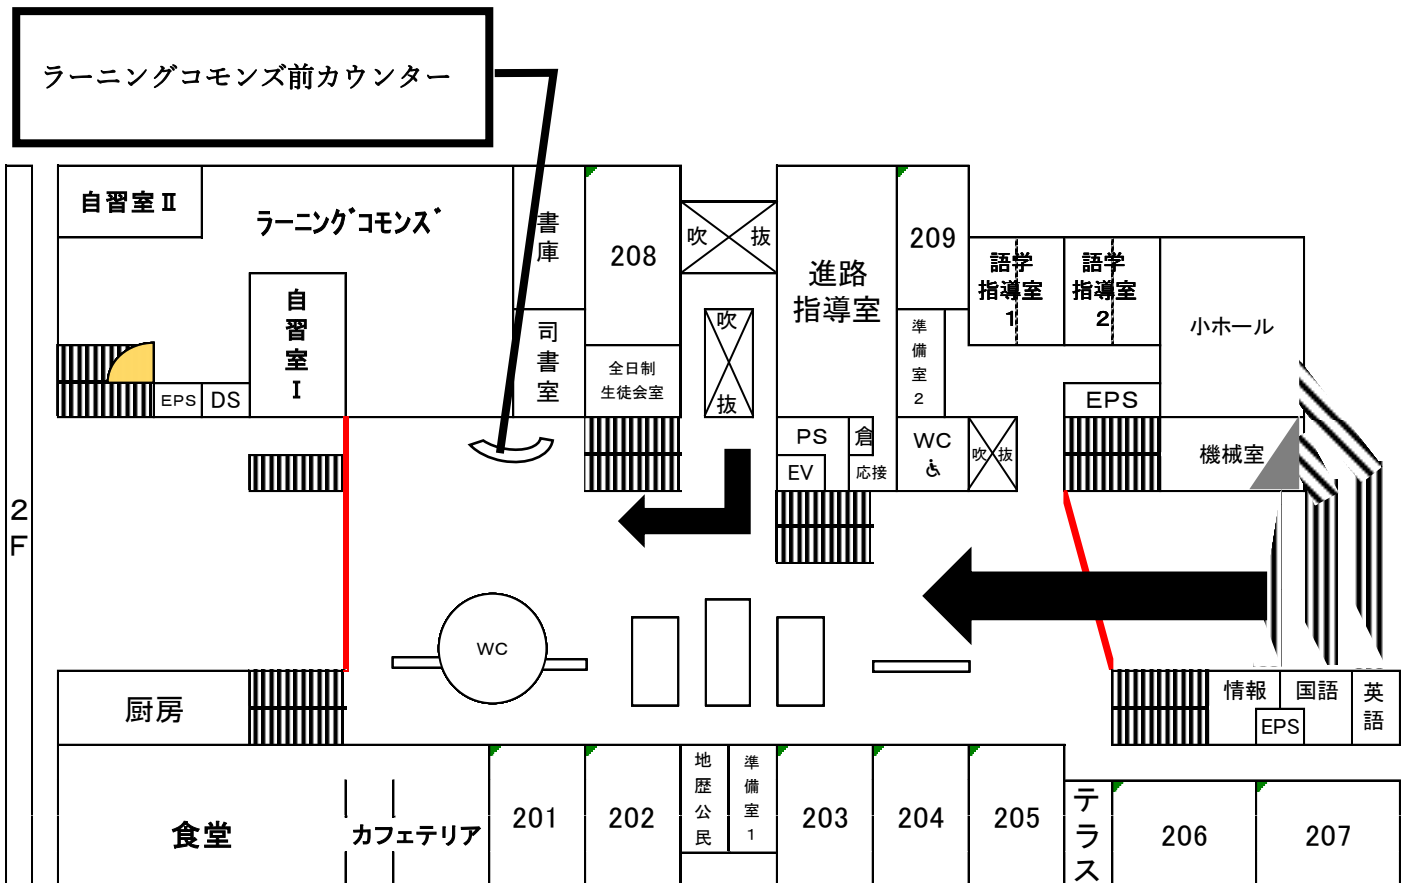 ラーニングコモンズ前カウンター
自習室Ⅱ
ラーニングコモンズ
書庫
208
吹抜
209
進路
指導室
語学
指導室
1
語学
指導室
2
小ホール
自習室Ⅰ
司書室
全日制
生徒会室
吹抜
準備室2
EPS
DS
EPS
PS
倉
WC
吹抜
機械室
EV
応接
2F
WC
厨房
情報
国語
英語
EPS
食堂
カフェテリア
201
202
地歴公民
準備室1
203
204
205
テラス
206
207